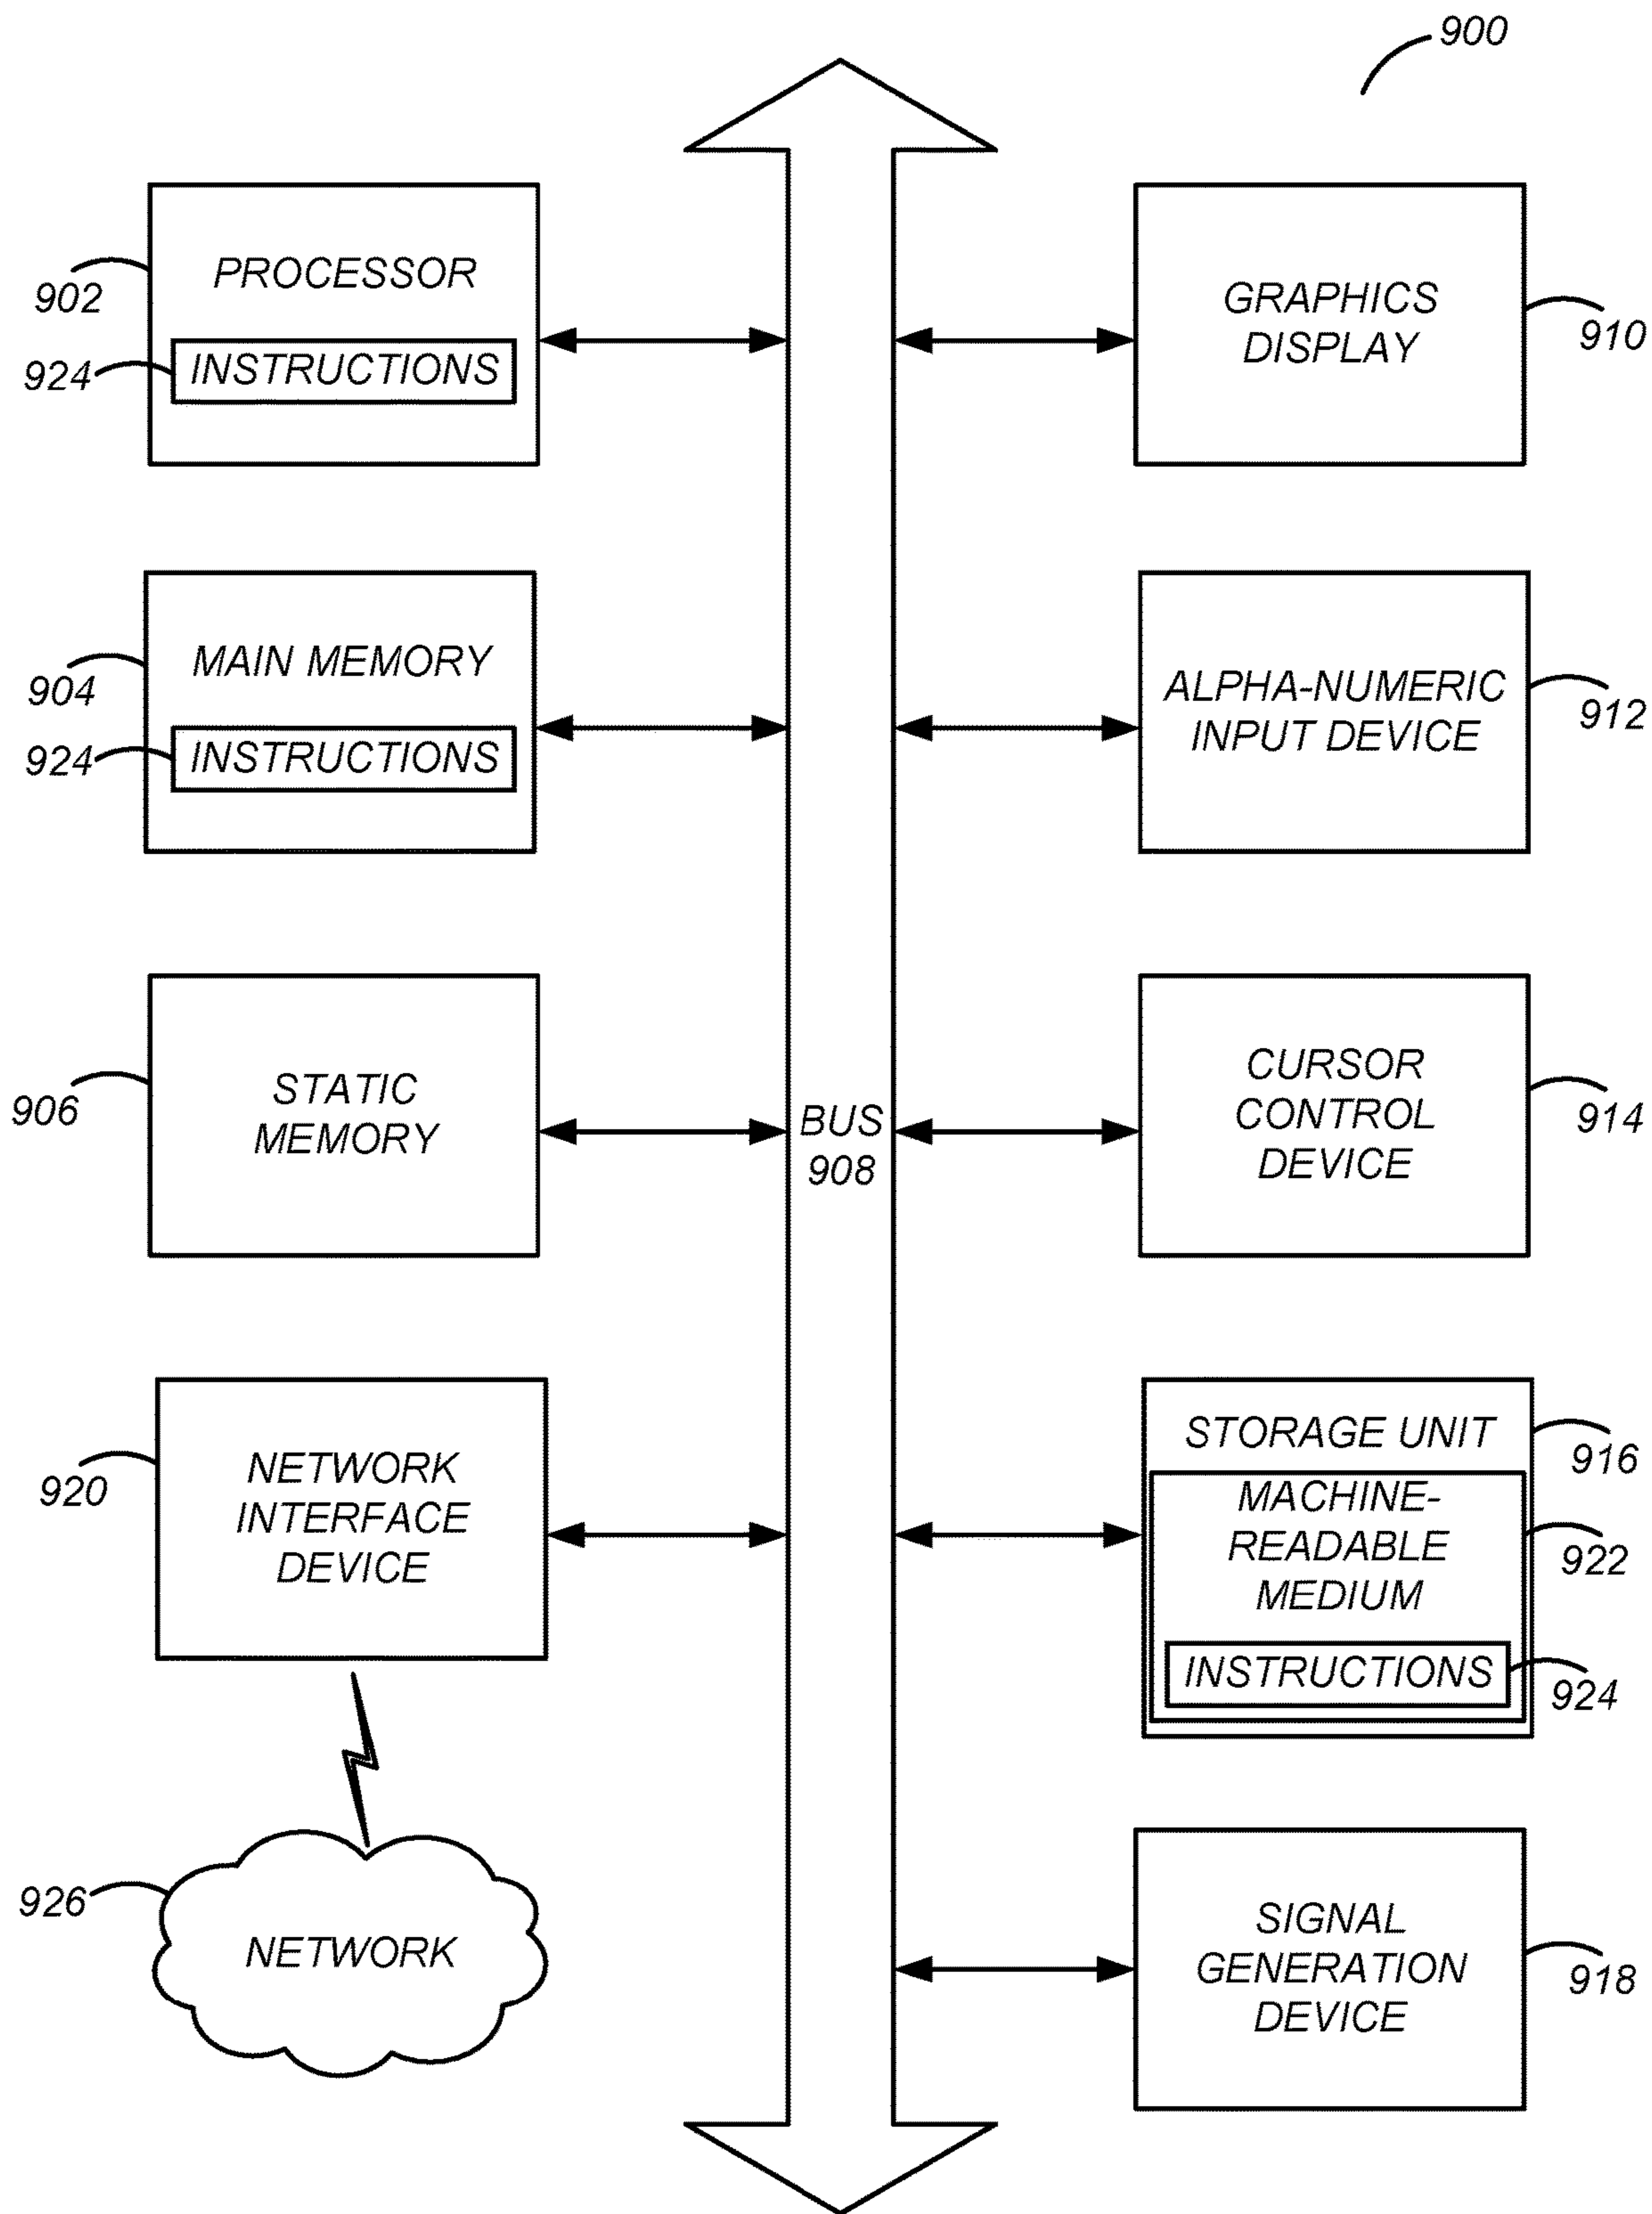 900
PROCESSOR
902
924
INSTRUCTIONS
GRAPHICS
DISPLAY
910
MAIN MEMORY
904
924
INSTRUCTIONS
ALPHA-NUMERIC
INPUT DEVICE
912
STATIC
MEMORY
906
BUS
908
CURSOR
CONTROL
DEVICE
914
NETWORK
INTERFACE
DEVICE
920
STORAGE UNIT
916
MACHINE-
READABLE
MEDIUM
922
INSTRUCTIONS
924
926
NETWORK
SIGNAL
GENERATION
DEVICE
918